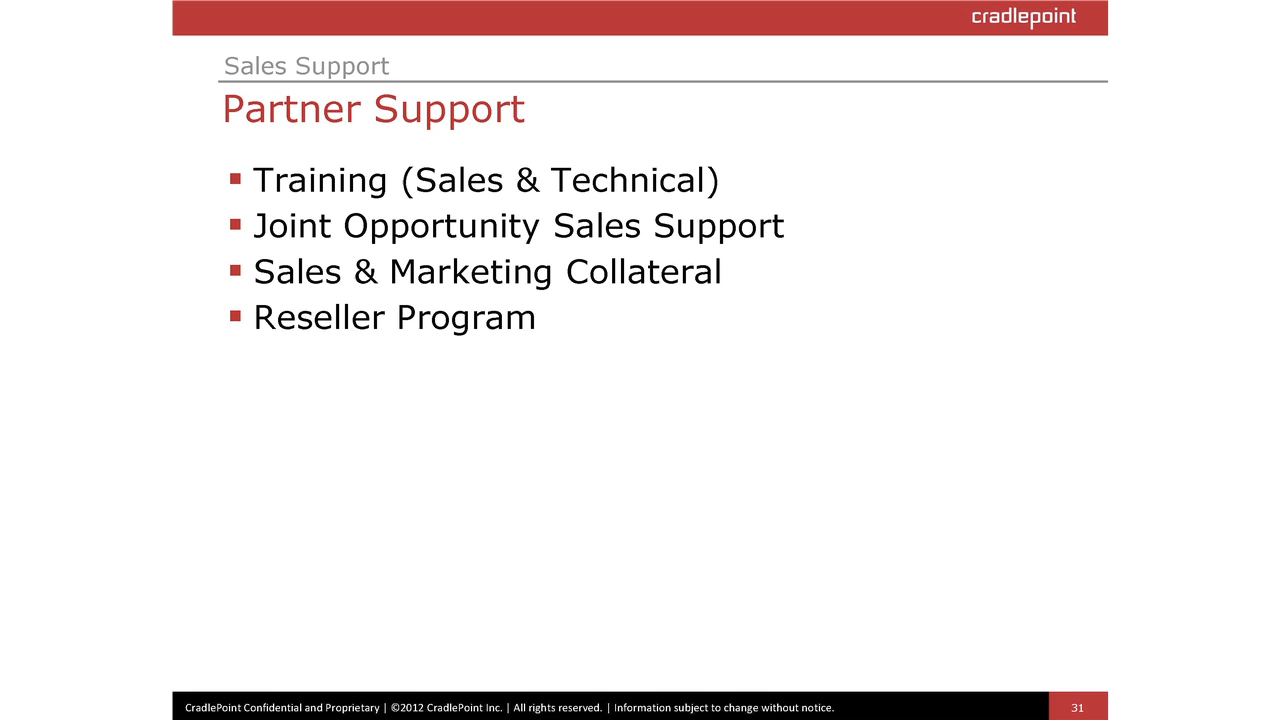 cradlepoint
Sales Support
Partner Support
▪ Training (Sales & Technical)
▪ Joint Opportunity Sales Support
▪ Sales & Marketing Collateral
▪ Reseller Program
CradlePoint Confidential and Proprietary | ©2012 CradlePoint Inc. | All rights reserved. | Information subject to change without notice. 31